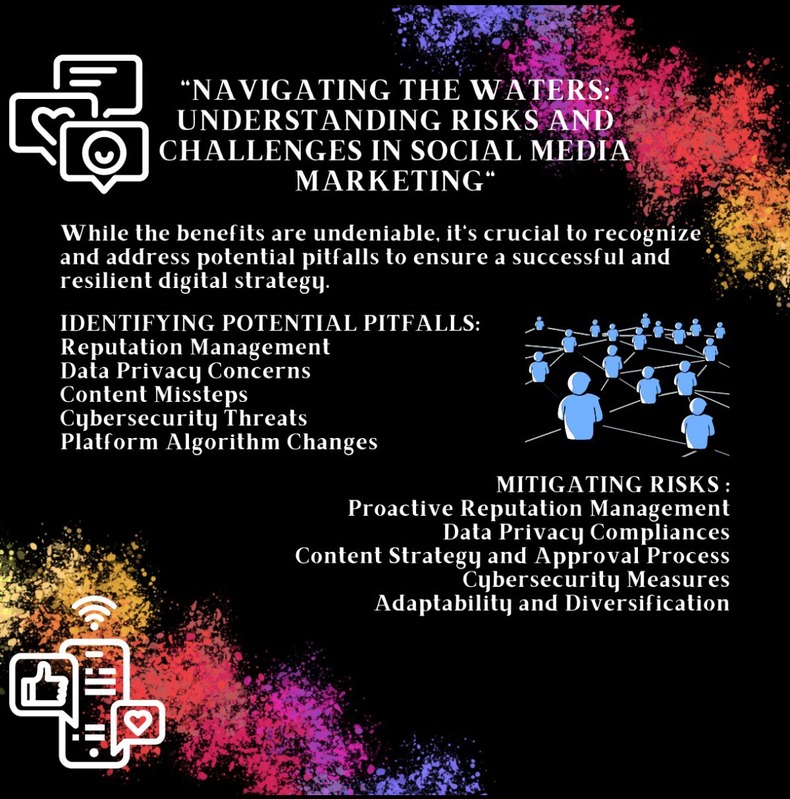 “NAVIGATING THE WATERS:
UNDERSTANDING RISKS AND
CHALLENGES IN SOCIAL MEDIA
MARKETING“
While the benefits are undeniable, it's crucial to recognize
and address potential pitfalls to ensure a successful and
resilient digital strategy.
IDENTIFYING POTENTIAL PITFALLS:
Reputation Management
Data Privacy Concerns
Content Missteps
Cybersecurity Threats
Platform Algorithm Changes
MITIGATING RISKS :
Proactive Reputation Management
Data Privacy Compliances
Content Strategy and Approval Process
Cybersecurity Measures
Adaptability and Diversification